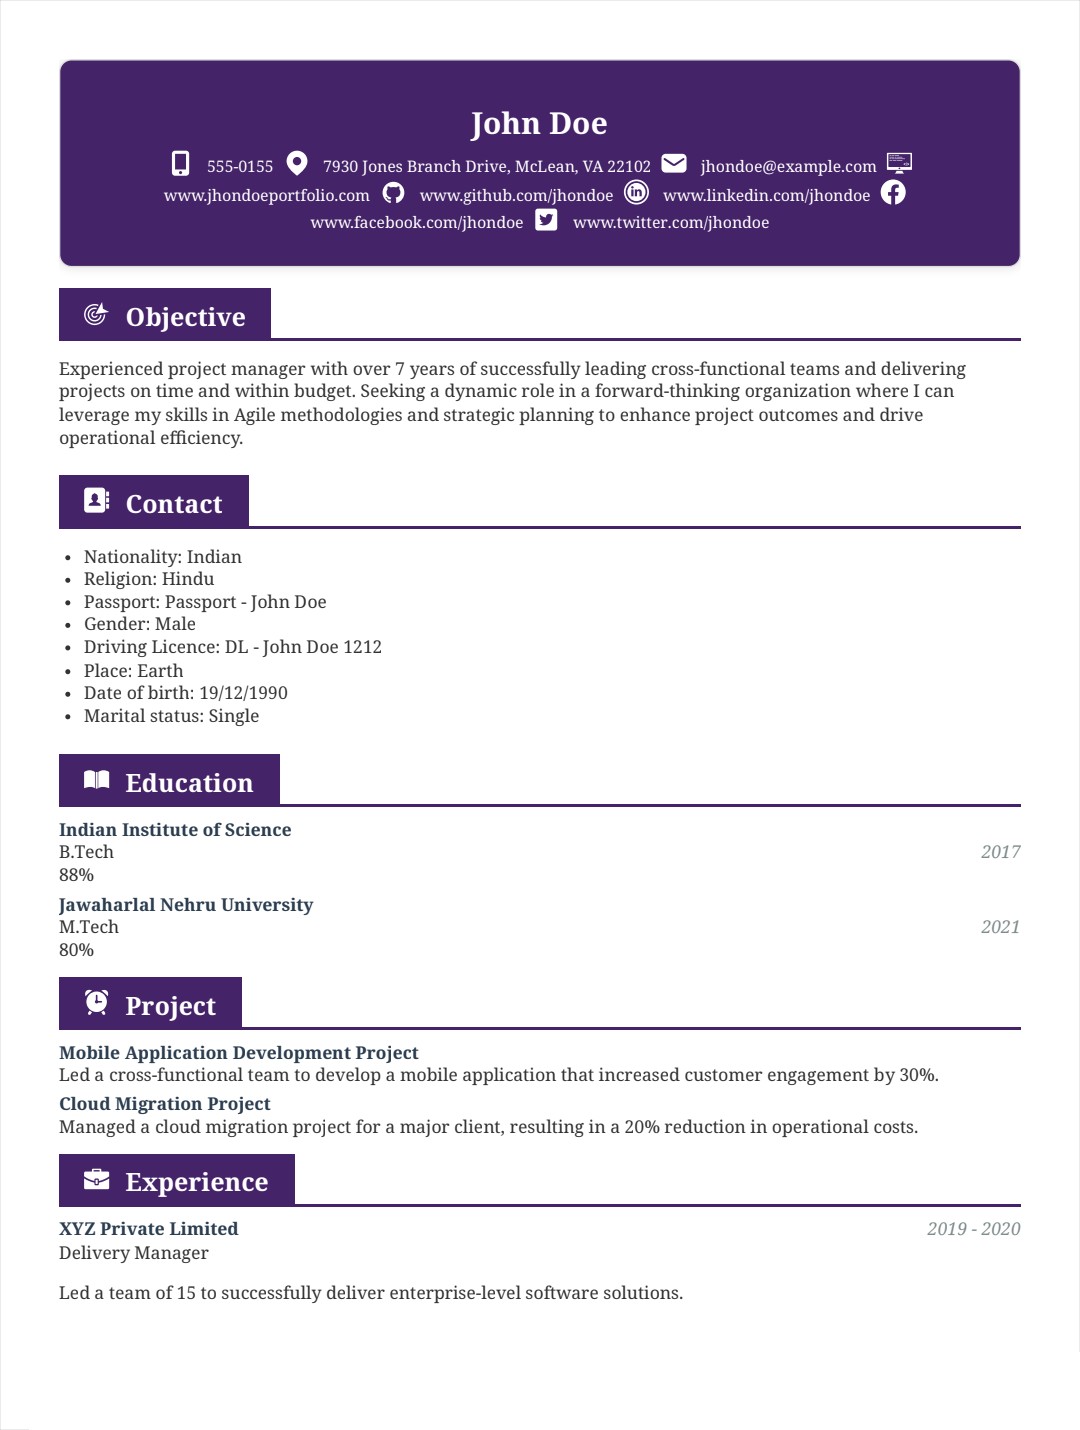 John Doe
555-0155 7930 Jones Branch Drive, McLean, VA 22102 jhondoe@example.com
www.jhondoeportfolio.com www.github.com/jhondoe www.linkedin.com/jhondoe
www.facebook.com/jhondoe www.twitter.com/jhondoe
Objective
Experienced project manager with over 7 years of successfully leading cross-functional teams and delivering
projects on time and within budget. Seeking a dynamic role in a forward-thinking organization where I can
leverage my skills in Agile methodologies and strategic planning to enhance project outcomes and drive
operational efficiency.
Contact
• Nationality: Indian
• Religion: Hindu
• Passport: Passport - John Doe
• Gender: Male
• Driving Licence: DL - John Doe 1212
• Place: Earth
• Date of birth: 19/12/1990
• Marital status: Single
Education
Indian Institute of Science
B.Tech 2017
88%
Jawaharlal Nehru University
M.Tech 2021
80%
Project
Mobile Application Development Project
Led a cross-functional team to develop a mobile application that increased customer engagement by 30%.
Cloud Migration Project
Managed a cloud migration project for a major client, resulting in a 20% reduction in operational costs.
Experience
XYZ Private Limited 2019 - 2020
Delivery Manager
Led a team of 15 to successfully deliver enterprise-level software solutions.